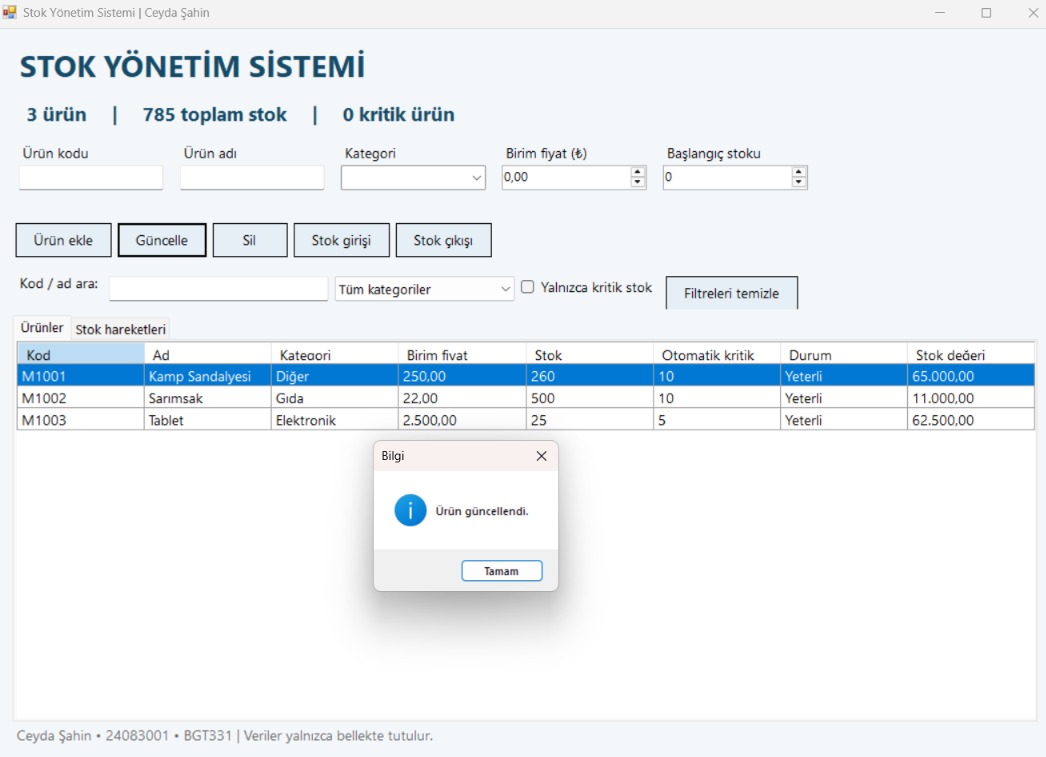 Stok Yönetim Sistemi | Ceyda Şahin
STOK YÖNETİM SİSTEMİ
3 ürün | 785 toplam stok | 0 kritik ürün
Ürün kodu Ürün adı Kategori Birim fiyat (₺) Başlangıç stoku
0,00 0
Ürün ekle Güncelle Sil Stok girişi Stok çıkışı
Kod / ad ara: Tüm kategoriler Yalnızca kritik stok Filtreleri temizle
Ürünler Stok hareketleri
Kod Ad Kategori Birim fiyat Stok Otomatik kritik Durum Stok değeri
M1001 Kamp Sandalyesi Diğer 250,00 260 10 Yeterli 65.000,00
M1002 Sarımsak Gıda 22,00 500 10 Yeterli 11.000,00
M1003 Tablet Elektronik 2.500,00 25 5 Yeterli 62.500,00
Bilgi
i
Ürün güncellendi.
Tamam
Ceyda Şahin • 24083001 • BGT331 | Veriler yalnızca bellekte tutulur.